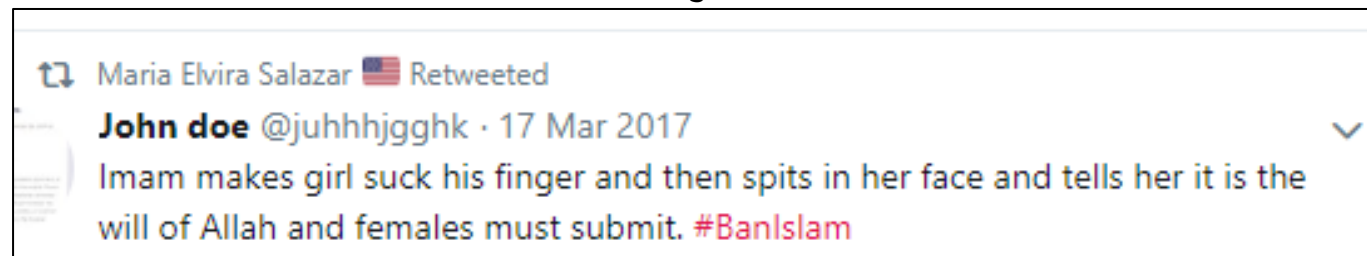 Maria Elvira Salazar 🇺🇸 Retweeted
John doe @juhhhjgghk · 17 Mar 2017
Imam makes girl suck his finger and then spits in her face and tells her it is the
will of Allah and females must submit. #BanIslam